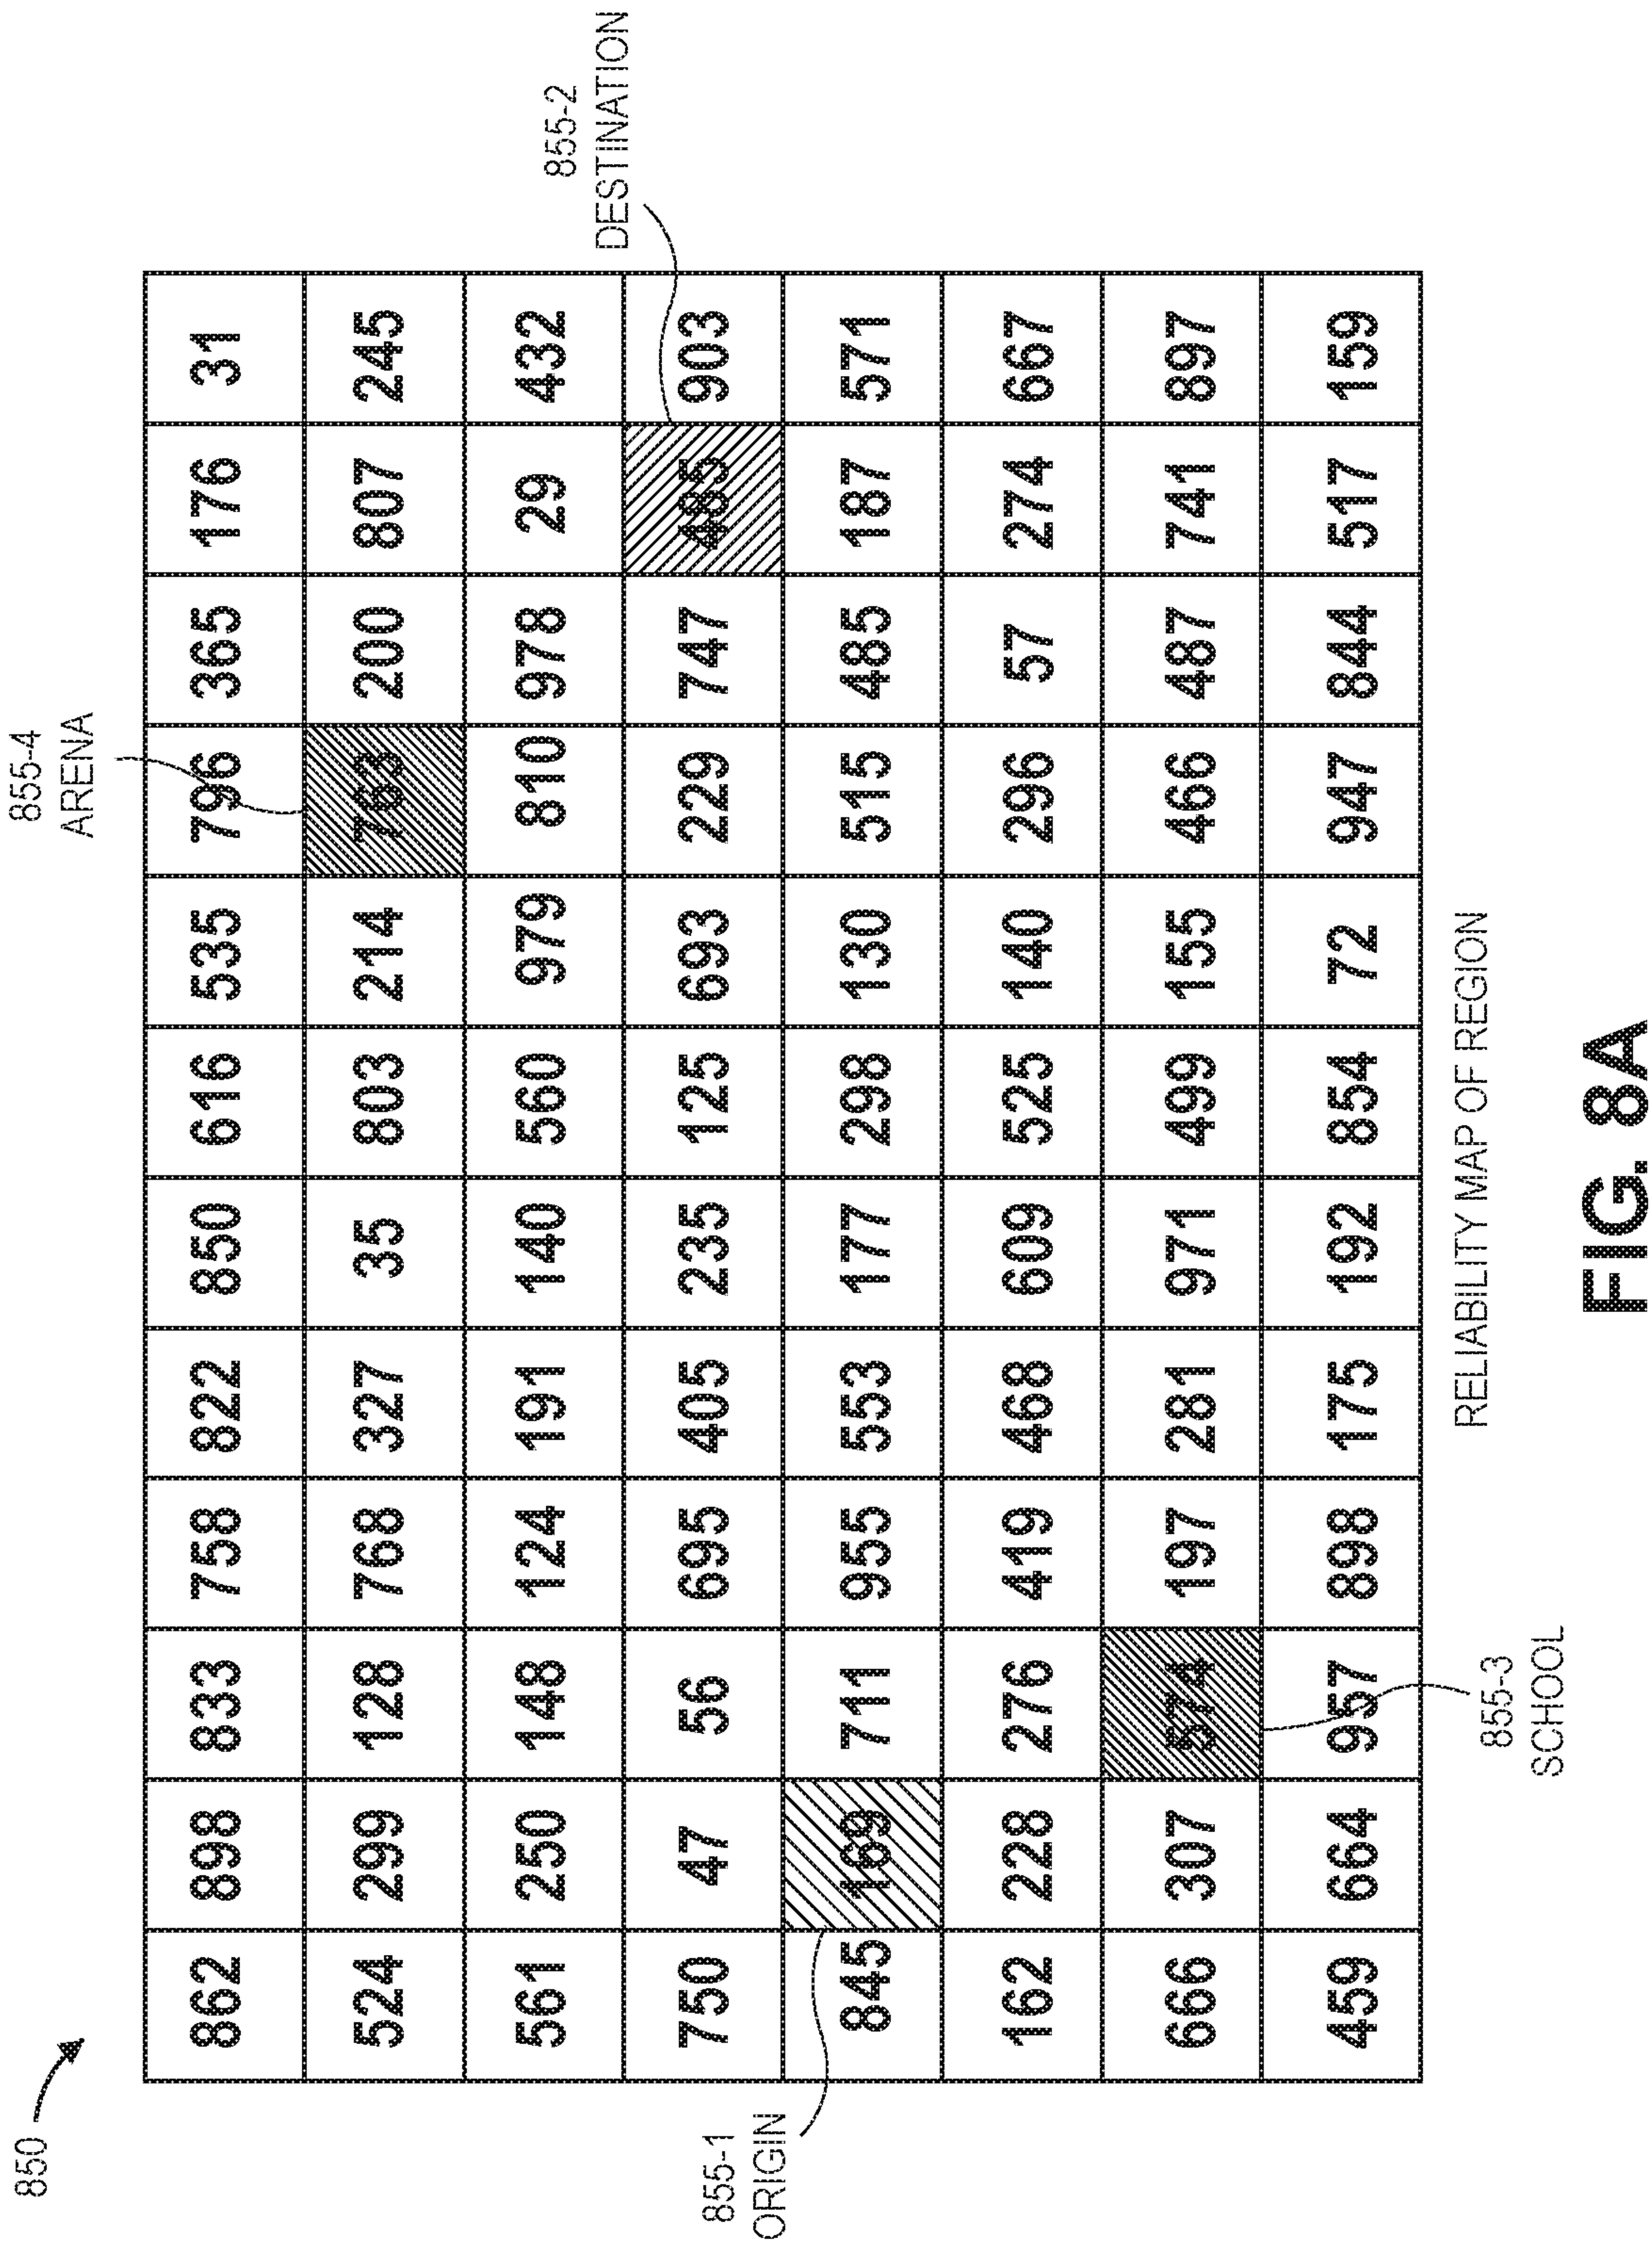 850
855-4
ARENA
862 898 833 758 822 850 616 535 796 365 176 31
524 299 128 768 327 35 803 214 200 807 245
561 250 148 124 191 140 560 979 810 978 29 432
855-2
DESTINATION
750 47 56 695 405 235 125 693 229 747 485 903
855-1
ORIGIN
845 169 711 955 553 177 298 130 515 485 187 571
162 228 276 419 468 609 525 140 296 57 274 667
666 307 197 281 971 499 155 466 487 741 897
459 664 957 898 175 192 854 72 947 844 517 159
855-3
SCHOOL
RELIABILITY MAP OF REGION
FIG. 8A